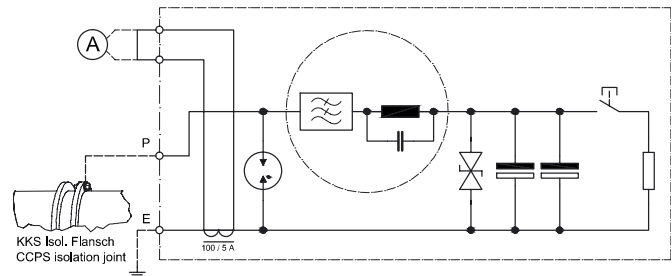 A
P
E
100 / 5 A
KKS Isol. Flansch
CCPS isolation joint